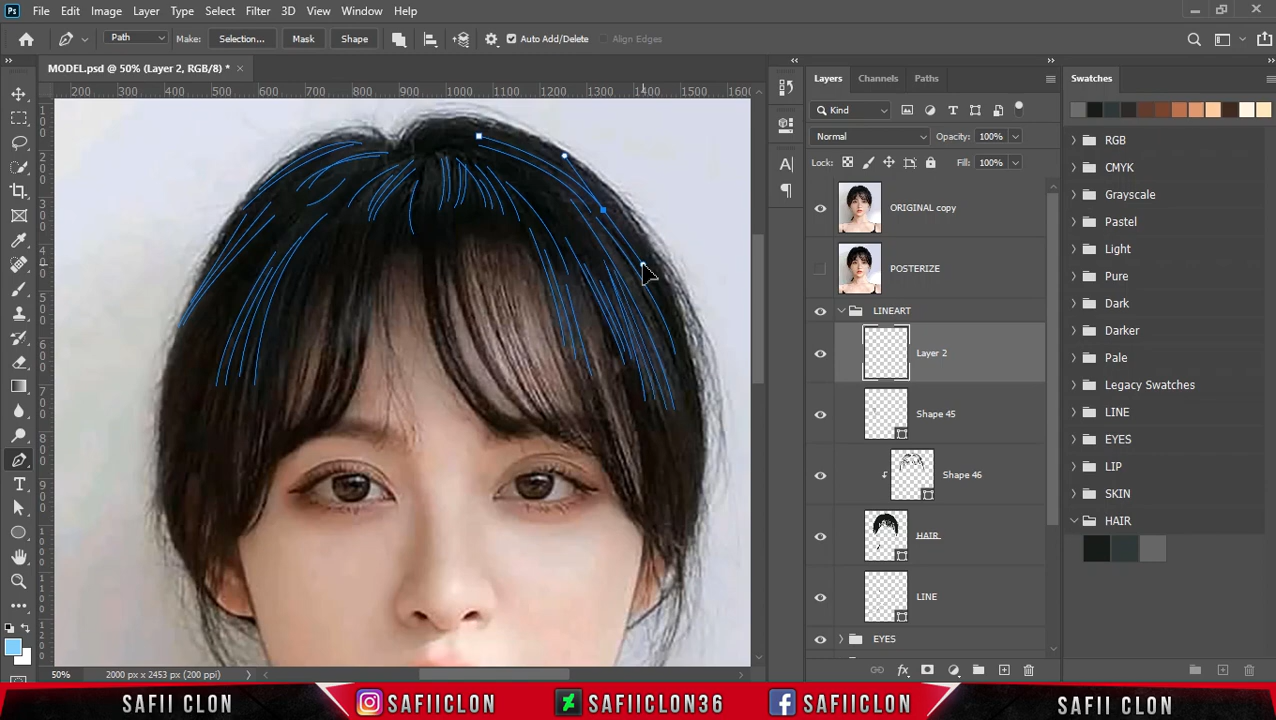 Ps File Edit Image Layer Type Select Filter 3D View Window Help
Path Make: Selection... Mask Shape Auto Add/Delete Align Edges
MODEL.psd @ 50% (Layer 2, RGB/8) *
200 300 400 500 600 700 800 900 1000 1100 1200 1300 1400 1500 1600
Layers Channels Paths
Swatches
Kind
Normal Opacity: 100%
Lock: Fill: 100%
ORIGINAL copy
POSTERIZE
LINEART
Layer 2
Shape 45
Shape 46
HAIR
LINE
EYES
RGB
CMYK
Grayscale
Pastel
Light
Pure
Dark
Darker
Pale
Legacy Swatches
LINE
EYES
LIP
SKIN
HAIR
50% 2000 px x 2453 px (200 ppi)
fx
SAFII CLON SAFIICLON SAFIICLON36 SAFIICLON SAFII CLON